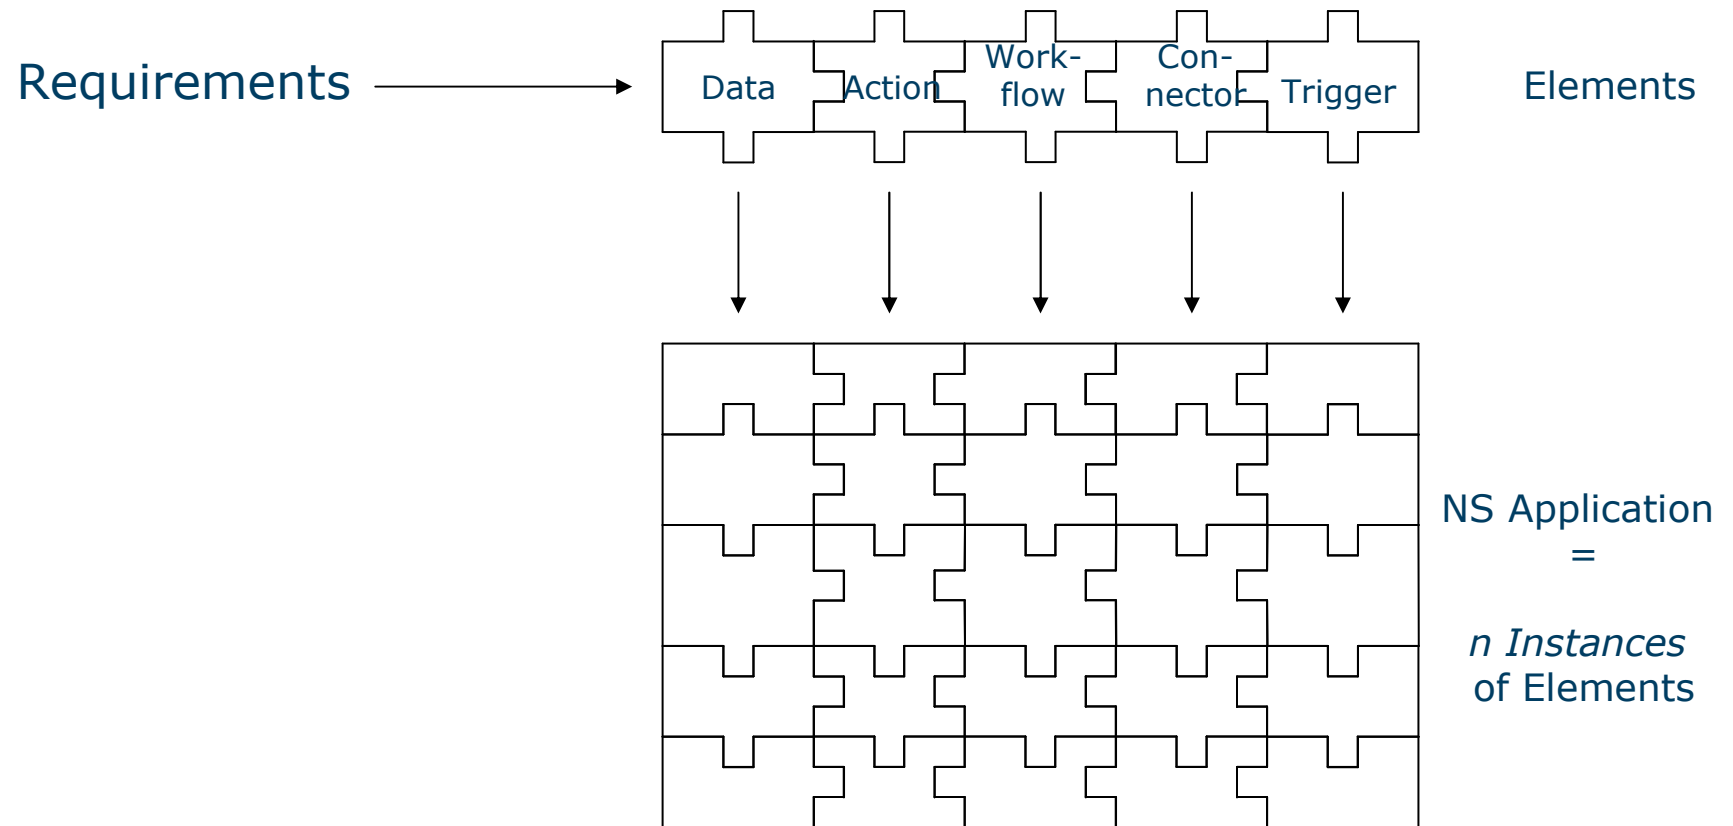 Requirements
Data
Action
Work-
flow
Con-
nector
Trigger
Elements
NS Application
=
n Instances
of Elements